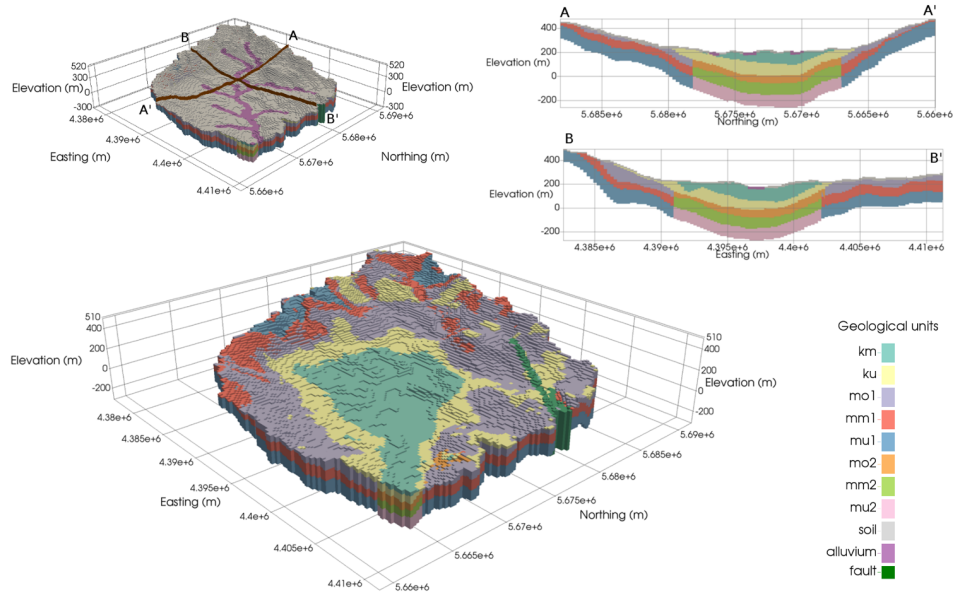 A
A'
B
A
520
300
0
-300
Elevation (m)
520
300
0
-300
Elevation (m)
A'
B'
4.38e+6
4.39e+6
4.4e+6
4.41e+6
Easting (m)
5.69e+6
5.68e+6
5.67e+6
5.66e+6
Northing (m)
400
200
0
-200
Elevation (m)
5.685e+6
5.68e+6
5.675e+6
5.67e+6
5.665e+6
5.66e+6
Northing (m)
B
B'
400
200
0
-200
Elevation (m)
4.385e+6
4.39e+6
4.395e+6
4.4e+6
4.405e+6
4.41e+6
Easting (m)
510
400
200
0
-200
Elevation (m)
510
400
200
0
-200
Elevation (m)
4.38e+6
4.385e+6
4.39e+6
4.395e+6
4.4e+6
4.405e+6
4.41e+6
Easting (m)
5.69e+6
5.685e+6
5.68e+6
5.675e+6
5.67e+6
5.665e+6
5.66e+6
Northing (m)
Geological units
km
ku
mo1
mm1
mu1
mo2
mm2
mu2
soil
alluvium
fault